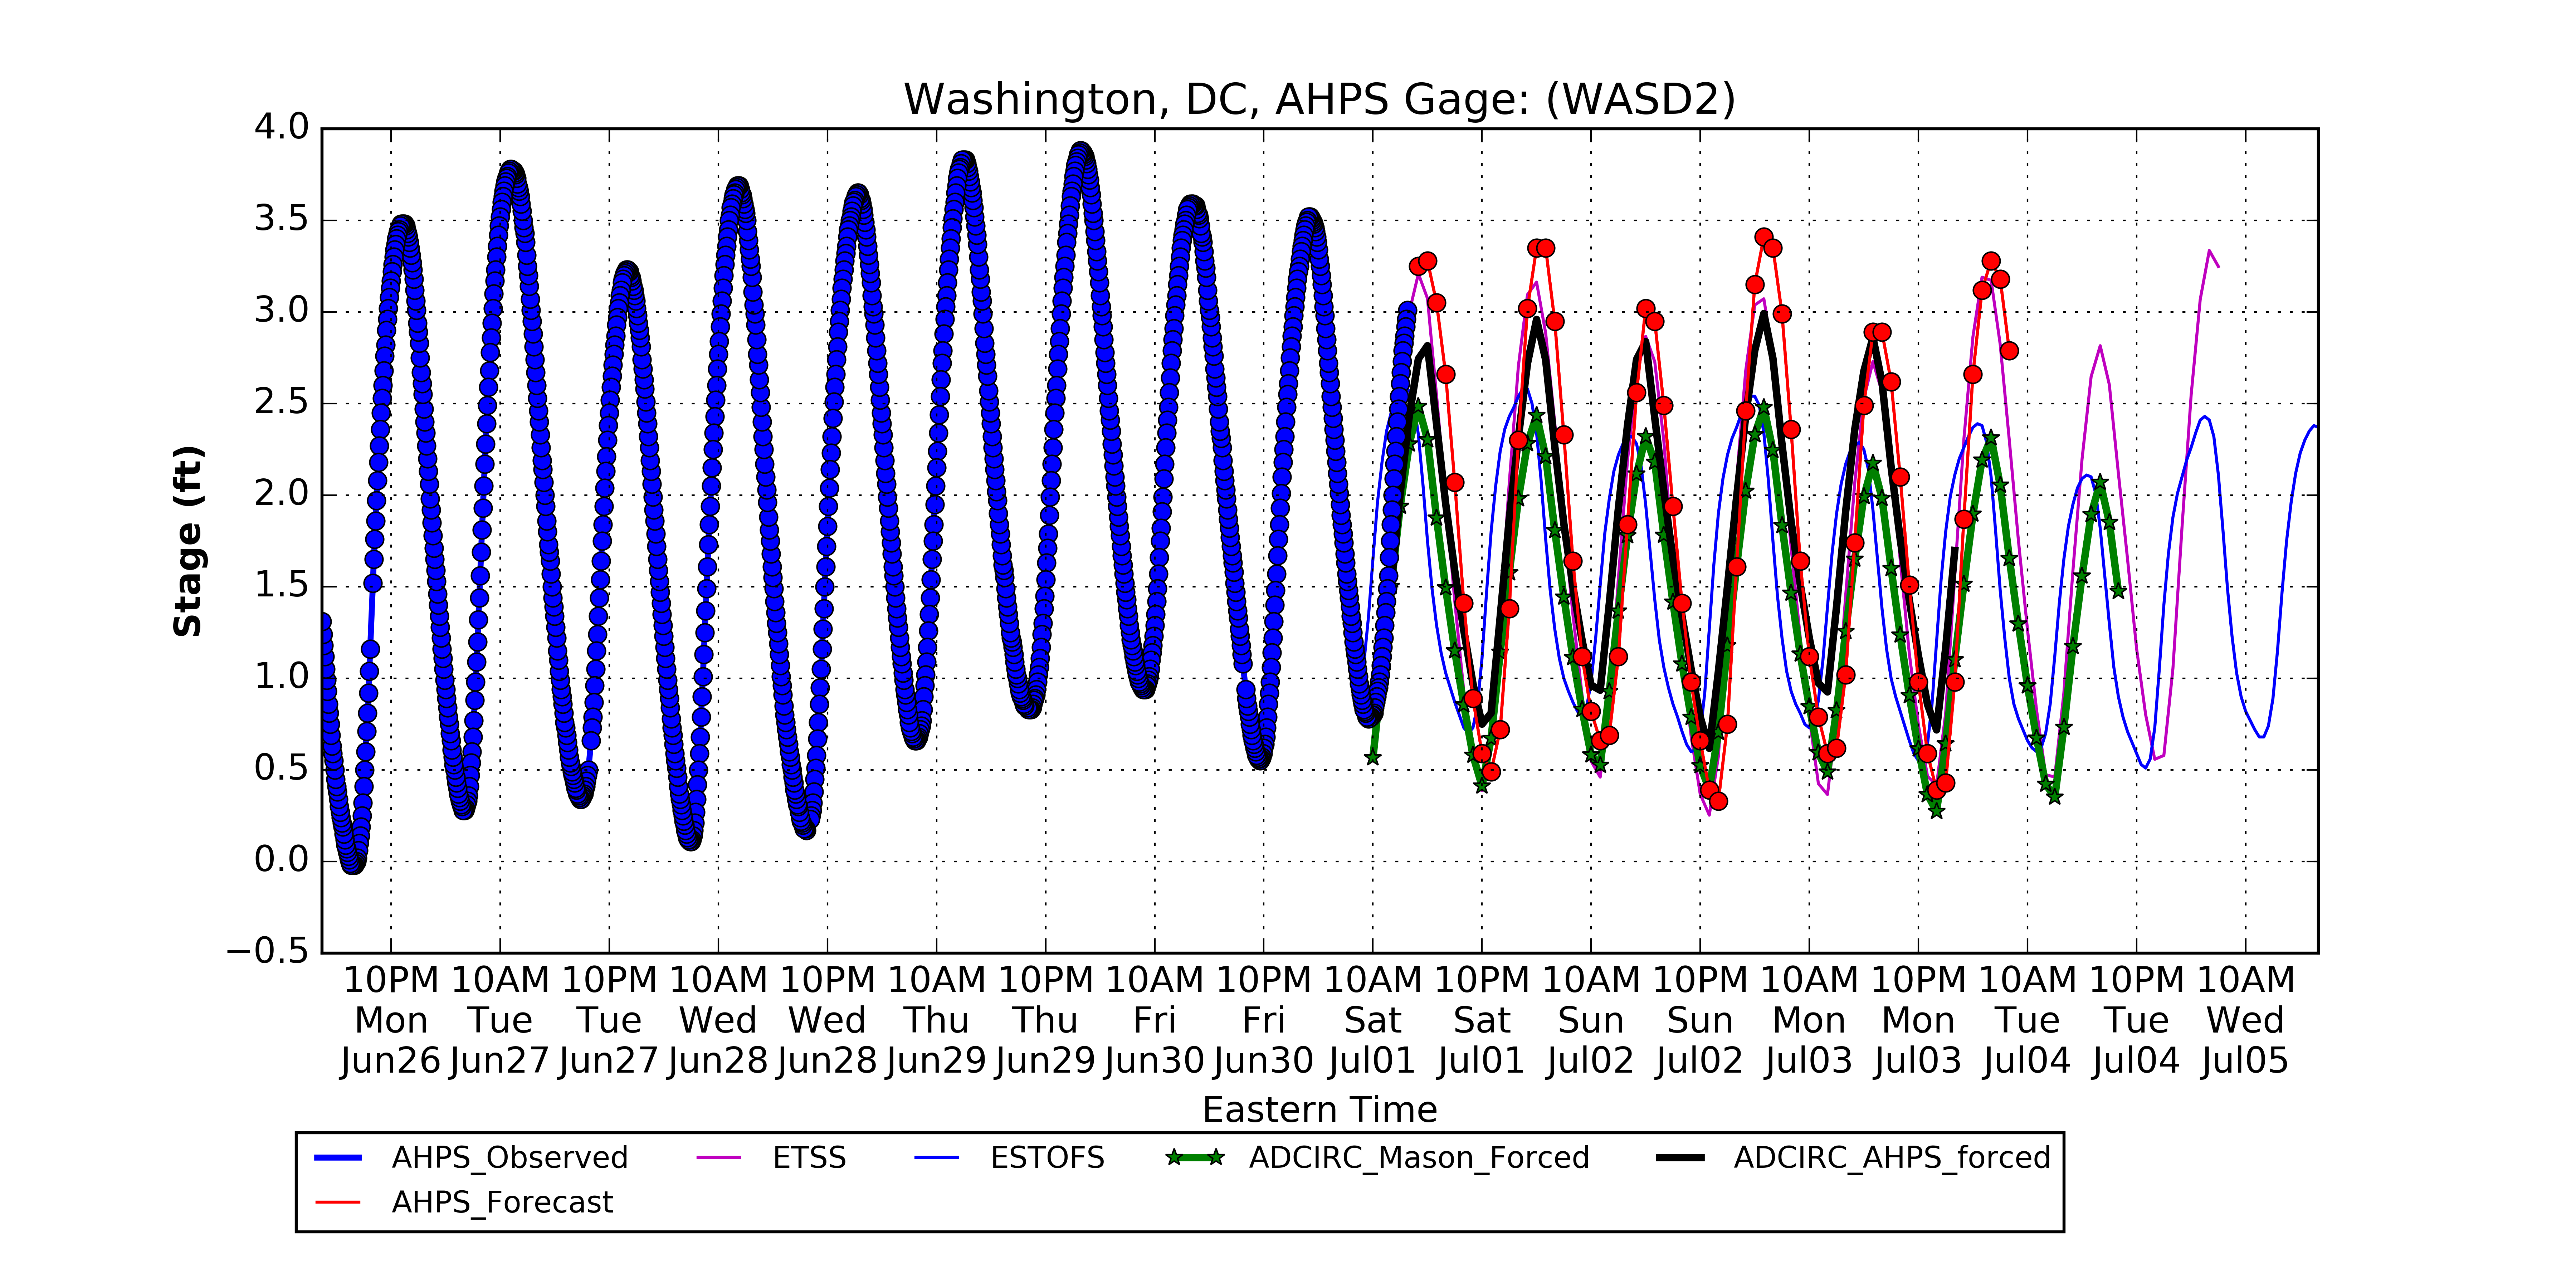 Washington, DC, AHPS Gage: (WASD2)
4.0
3.5
3.0
2.5
2.0
1.5
1.0
0.5
0.0
−0.5
Stage (ft)
10PM 10AM 10PM 10AM 10PM 10AM 10PM 10AM 10PM 10AM 10PM 10AM 10PM 10AM 10PM 10AM 10PM 10AM
Mon Tue Tue Wed Wed Thu Thu Fri Fri Sat Sat Sun Sun Mon Mon Tue Tue Wed
Jun26 Jun27 Jun27 Jun28 Jun28 Jun29 Jun29 Jun30 Jun30 Jul01 Jul01 Jul02 Jul02 Jul03 Jul03 Jul04 Jul04 Jul05
Eastern Time
AHPS_Observed ETSS ESTOFS ADCIRC_Mason_Forced ADCIRC_AHPS_forced
AHPS_Forecast